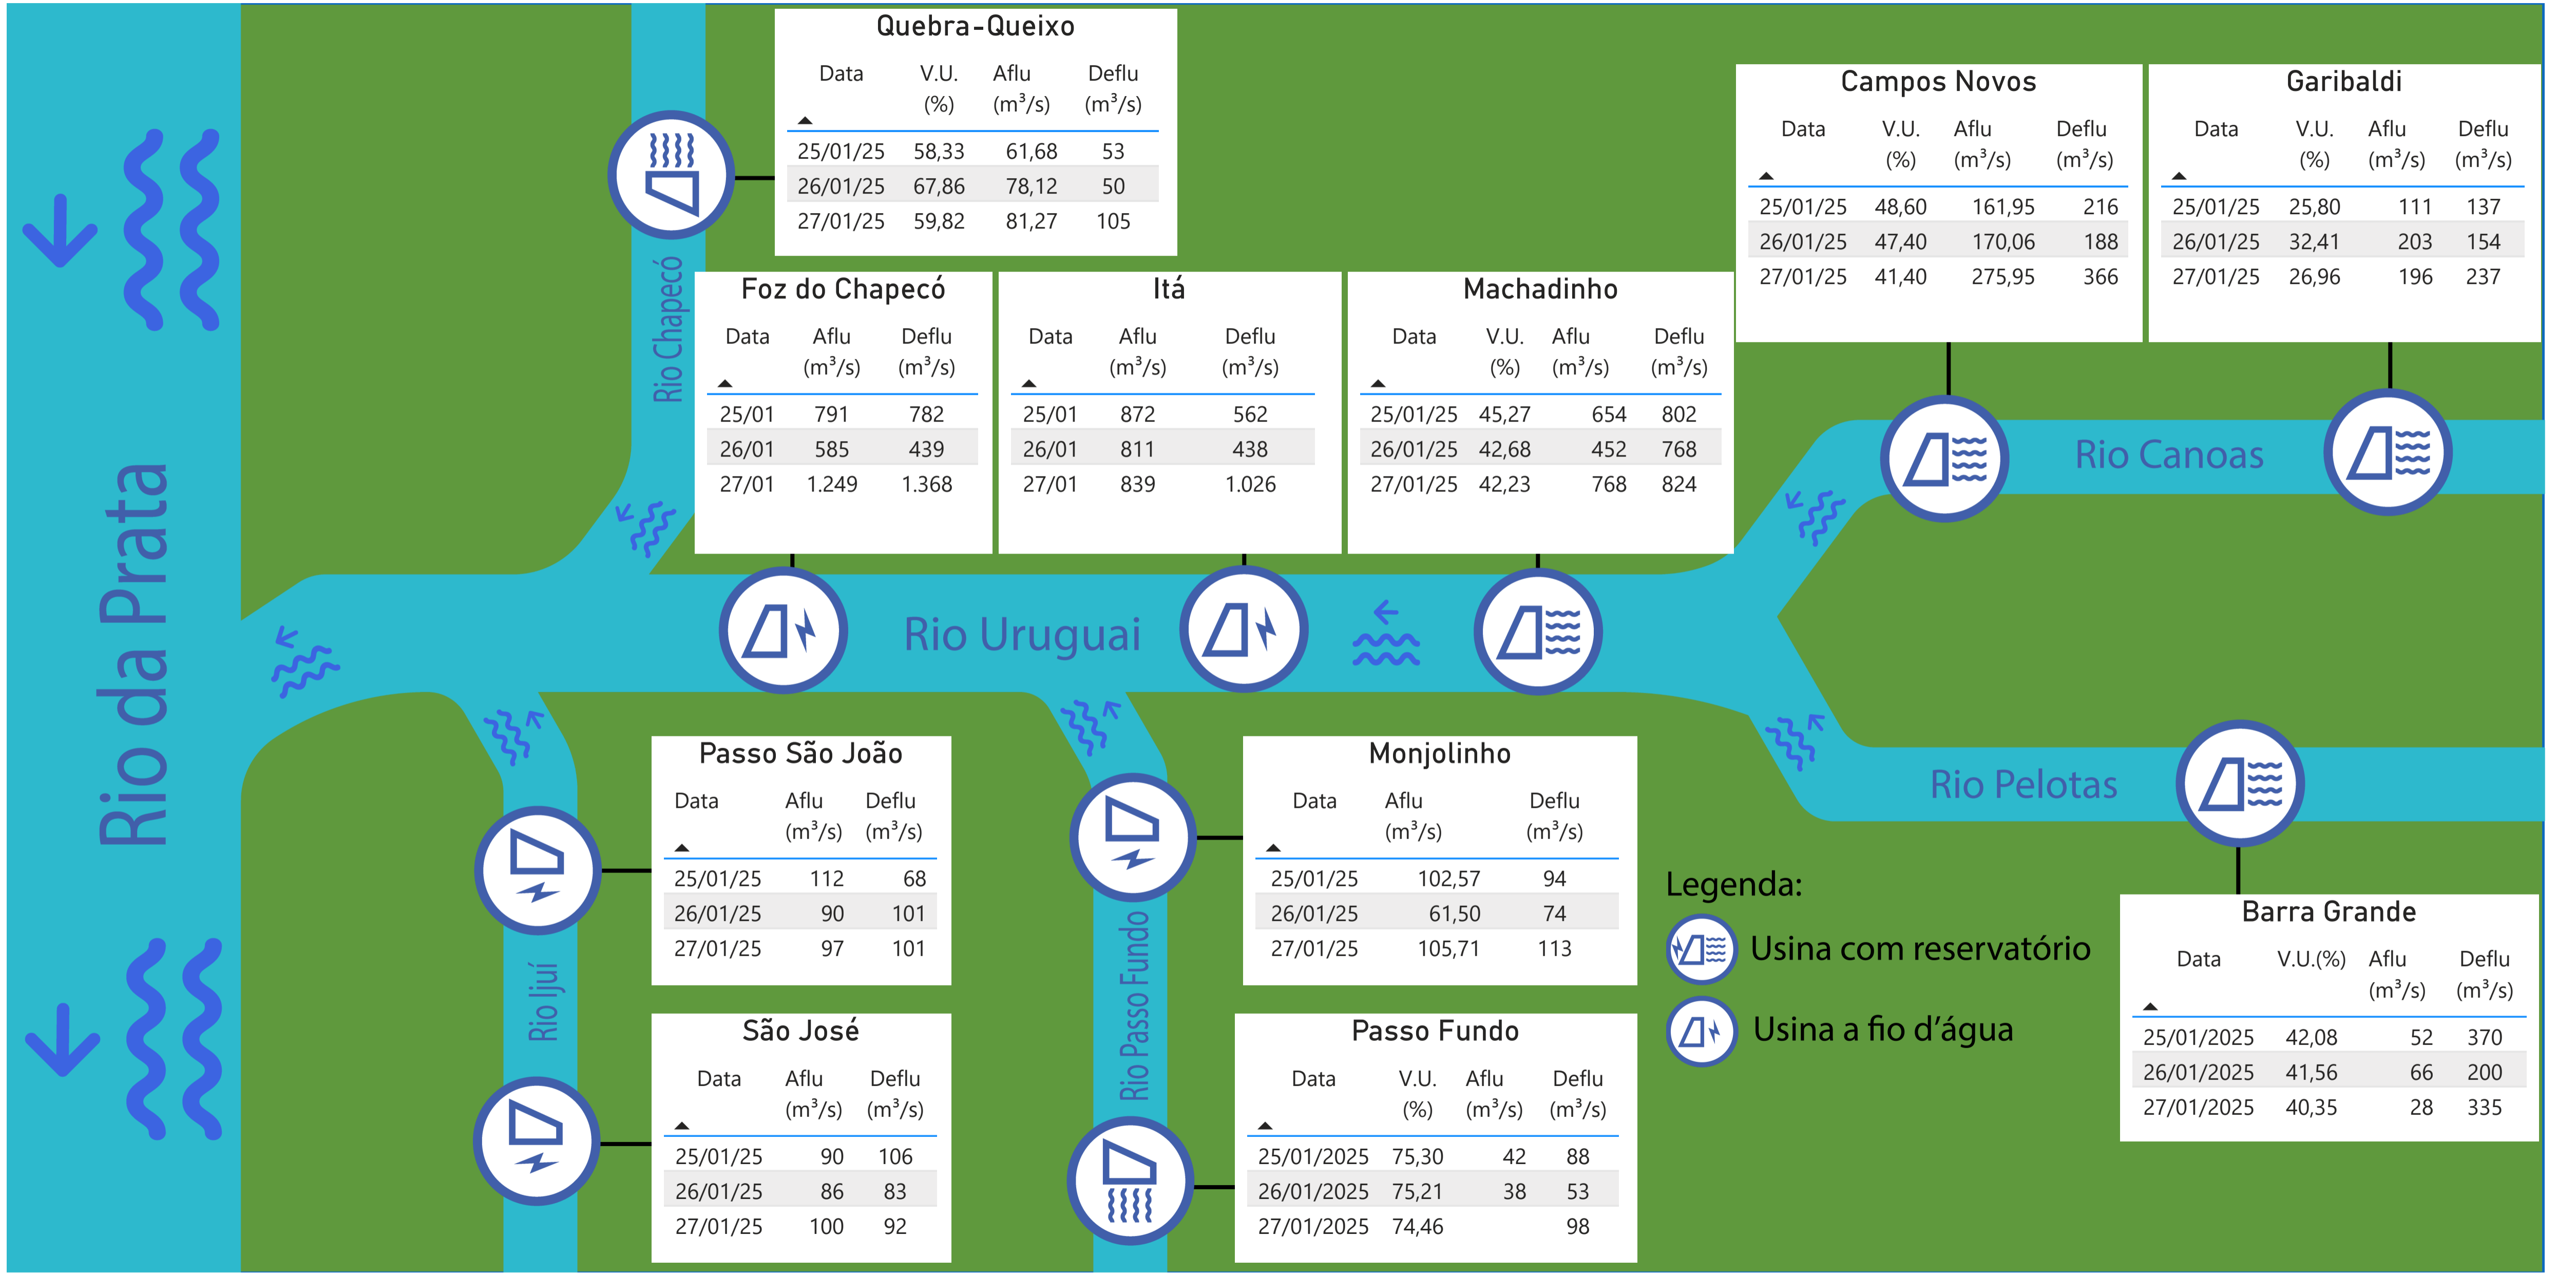 Quebra-Queixo
Data V.U. (%) Aflu (m³/s) Deflu (m³/s)
25/01/25 58,33 61,68 53
26/01/25 67,86 78,12 50
27/01/25 59,82 81,27 105
Campos Novos
Data V.U. (%) Aflu (m³/s) Deflu (m³/s)
25/01/25 48,60 161,95 216
26/01/25 47,40 170,06 188
27/01/25 41,40 275,95 366
Garibaldi
Data V.U. (%) Aflu (m³/s) Deflu (m³/s)
25/01/25 25,80 111 137
26/01/25 32,41 203 154
27/01/25 26,96 196 237
Rio Chapecó
Foz do Chapecó
Data Aflu (m³/s) Deflu (m³/s)
25/01 791 782
26/01 585 439
27/01 1.249 1.368
Itá
Data Aflu (m³/s) Deflu (m³/s)
25/01 872 562
26/01 811 438
27/01 839 1.026
Machadinho
Data V.U. (%) Aflu (m³/s) Deflu (m³/s)
25/01/25 45,27 654 802
26/01/25 42,68 452 768
27/01/25 42,23 768 824
Rio Canoas
Rio da Prata
Rio Uruguai
Rio Pelotas
Passo São João
Data Aflu (m³/s) Deflu (m³/s)
25/01/25 112 68
26/01/25 90 101
27/01/25 97 101
Monjolinho
Data Aflu (m³/s) Deflu (m³/s)
25/01/25 102,57 94
26/01/25 61,50 74
27/01/25 105,71 113
Legenda:
Usina com reservatório
Usina a fio d'água
Barra Grande
Data V.U.(%) Aflu (m³/s) Deflu (m³/s)
25/01/2025 42,08 52 370
26/01/2025 41,56 66 200
27/01/2025 40,35 28 335
Rio Ijuí
São José
Data Aflu (m³/s) Deflu (m³/s)
25/01/25 90 106
26/01/25 86 83
27/01/25 100 92
Rio Passo Fundo
Passo Fundo
Data V.U. (%) Aflu (m³/s) Deflu (m³/s)
25/01/2025 75,30 42 88
26/01/2025 75,21 38 53
27/01/2025 74,46 98